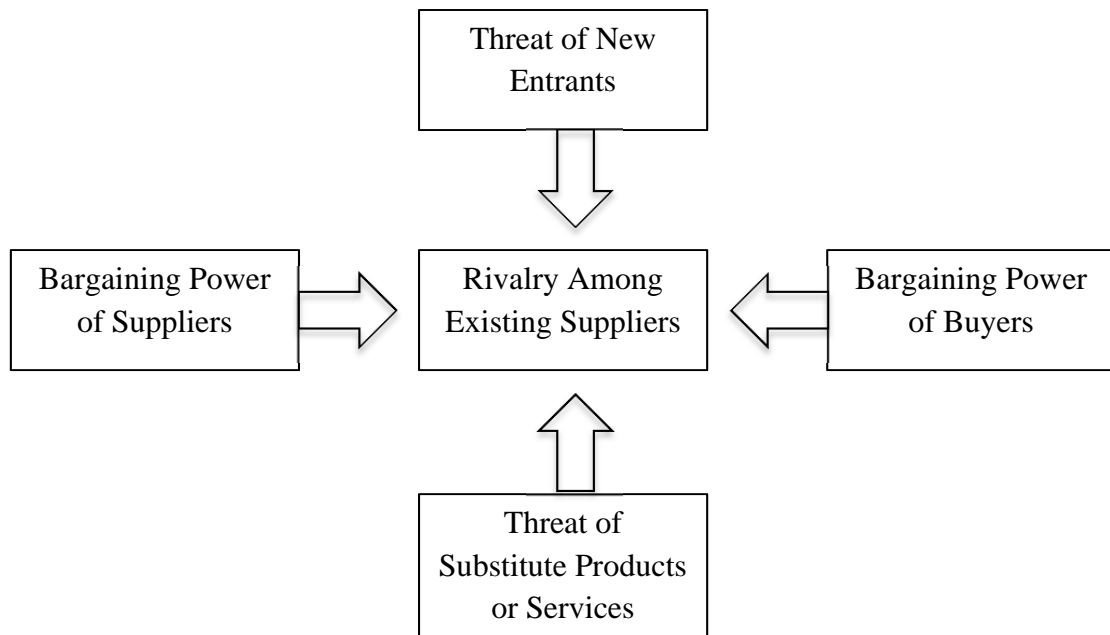 Threat of New
Entrants
Bargaining Power
of Suppliers
Rivalry Among
Existing Suppliers
Bargaining Power
of Buyers
Threat of
Substitute Products
or Services